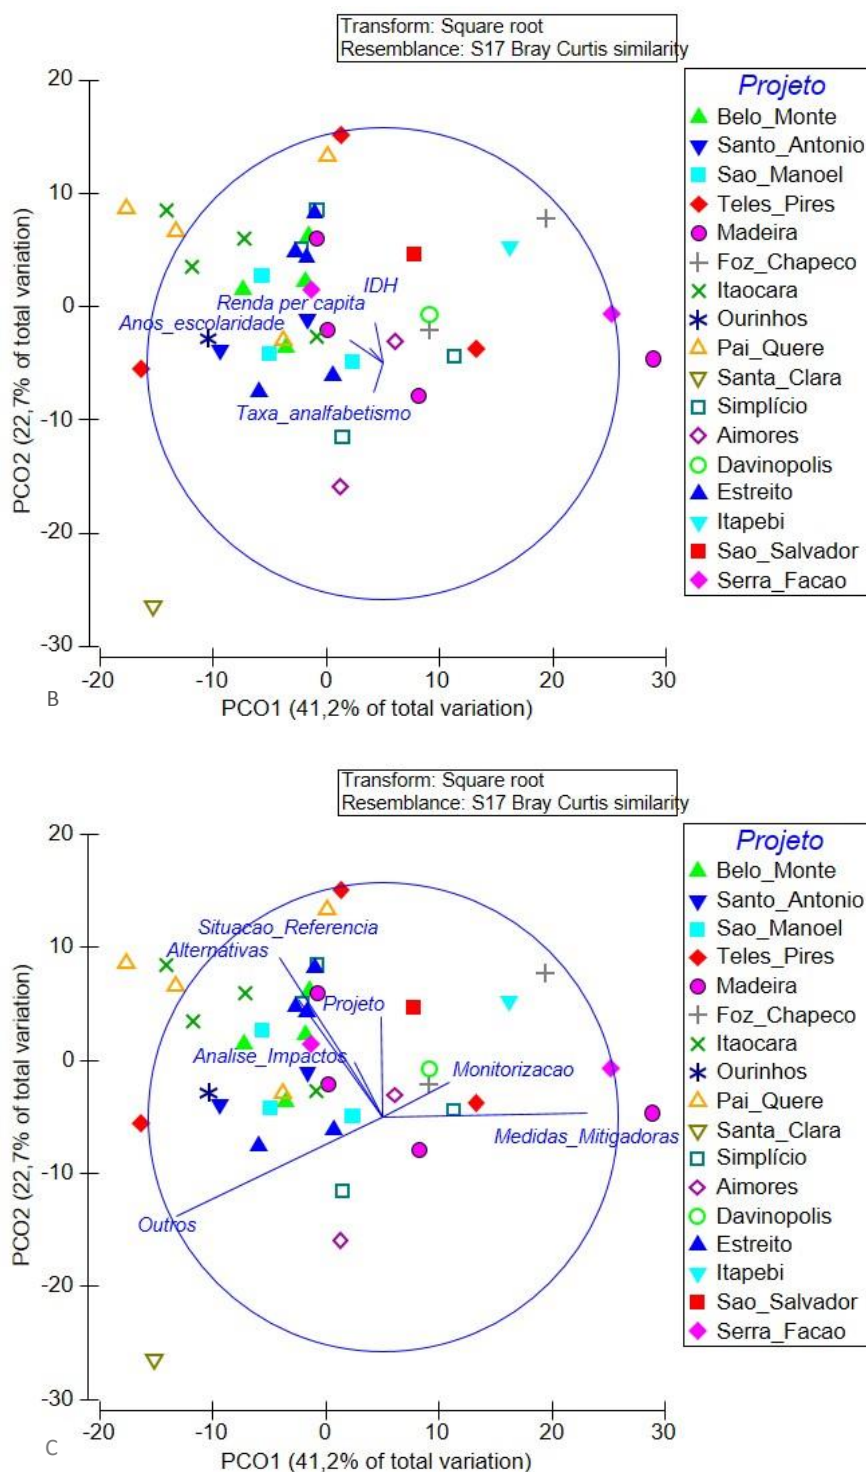 Transform: Square root
Resemblance: S17 Bray Curtis similarity
20
10
0
-10
-20
-30
PCO2 (22,7% of total variation)
IDH
Renda per capita
Anos_escolaridade
Taxa_analfabetismo
Projeto
Belo_Monte
Santo_Antonio
Sao_Manoel
Teles_Pires
Madeira
Foz_Chapeco
Itaocara
Ourinhos
Pai_Quere
Santa_Clara
Simplício
Aimores
Davinopolis
Estreito
Itapebi
Sao_Salvador
Serra_Facao
-20 -10 0 10 20 30
B
PCO1 (41,2% of total variation)
Transform: Square root
Resemblance: S17 Bray Curtis similarity
20
10
0
-10
-20
-30
PCO2 (22,7% of total variation)
Situacao_Referencia
Alternativas
Projeto
Analise_Impactos
Monitorizacao
Medidas_Mitigadoras
Outros
Projeto
Belo_Monte
Santo_Antonio
Sao_Manoel
Teles_Pires
Madeira
Foz_Chapeco
Itaocara
Ourinhos
Pai_Quere
Santa_Clara
Simplício
Aimores
Davinopolis
Estreito
Itapebi
Sao_Salvador
Serra_Facao
-20 -10 0 10 20 30
C
PCO1 (41,2% of total variation)